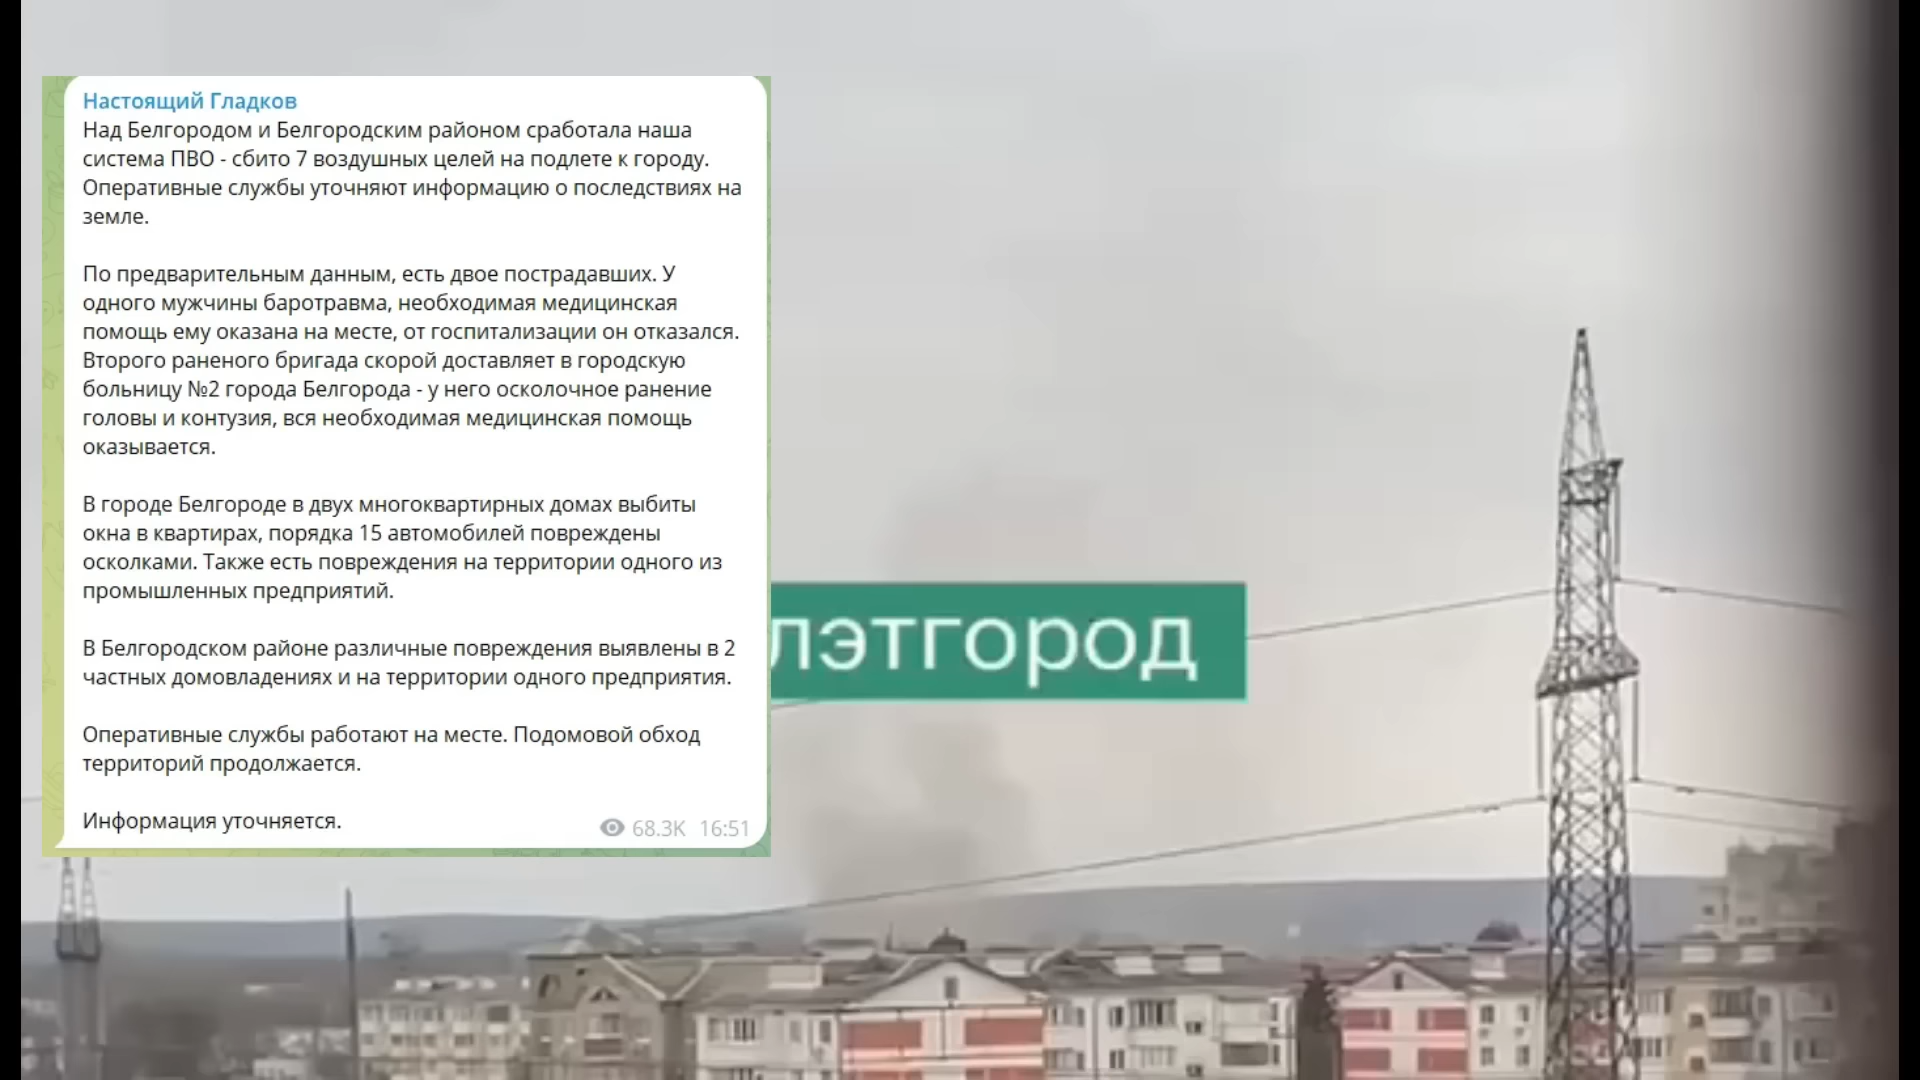 Настоящий Гладков
Над Белгородом и Белгородским районом сработала наша
система ПВО - сбито 7 воздушных целей на подлете к городу.
Оперативные службы уточняют информацию о последствиях на
земле.
По предварительным данным, есть двое пострадавших. У
одного мужчины баротравма, необходимая медицинская
помощь ему оказана на месте, от госпитализации он отказался.
Второго раненого бригада скорой доставляет в городскую
больницу №2 города Белгорода - у него осколочное ранение
головы и контузия, вся необходимая медицинская помощь
оказывается.
В городе Белгороде в двух многоквартирных домах выбиты
окна в квартирах, порядка 15 автомобилей повреждены
осколками. Также есть повреждения на территории одного из
промышленных предприятий.
В Белгородском районе различные повреждения выявлены в 2
частных домовладениях и на территории одного предприятия.
Оперативные службы работают на месте. Подомовой обход
территорий продолжается.
Информация уточняется.
68.3K 16:51
лэтгород